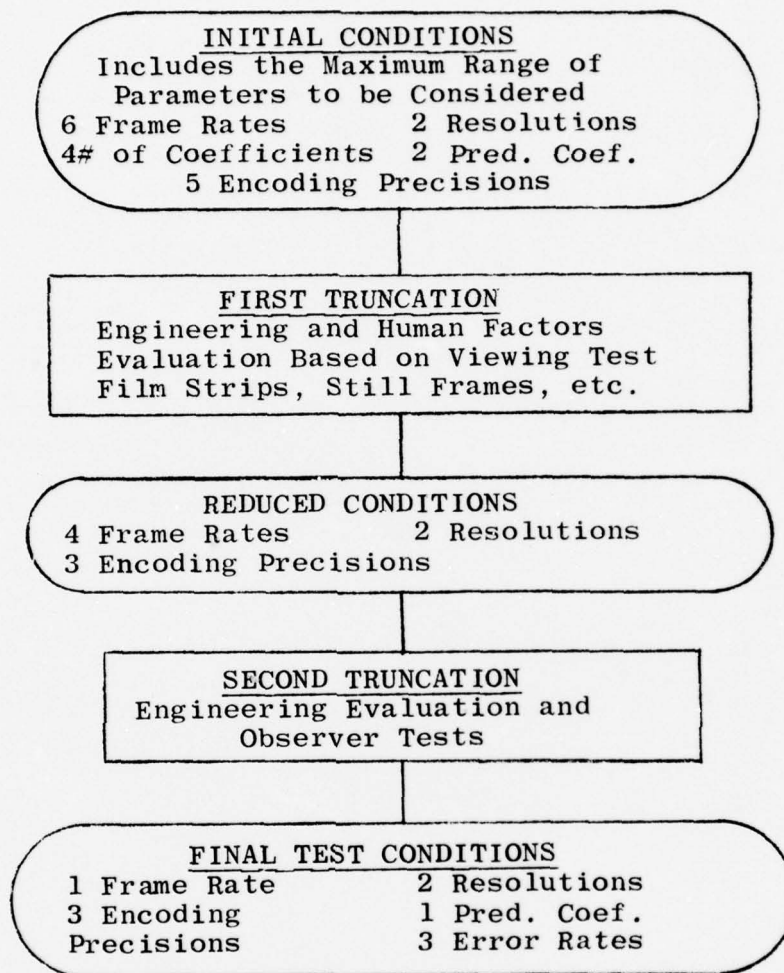 INITIAL CONDITIONS
Includes the Maximum Range of
Parameters to be Considered
6 Frame Rates 2 Resolutions
4# of Coefficients 2 Pred. Coef.
5 Encoding Precisions
FIRST TRUNCATION
Engineering and Human Factors
Evaluation Based on Viewing Test
Film Strips, Still Frames, etc.
REDUCED CONDITIONS
4 Frame Rates 2 Resolutions
3 Encoding Precisions
SECOND TRUNCATION
Engineering Evaluation and
Observer Tests
FINAL TEST CONDITIONS
1 Frame Rate 2 Resolutions
3 Encoding 1 Pred. Coef.
Precisions 3 Error Rates